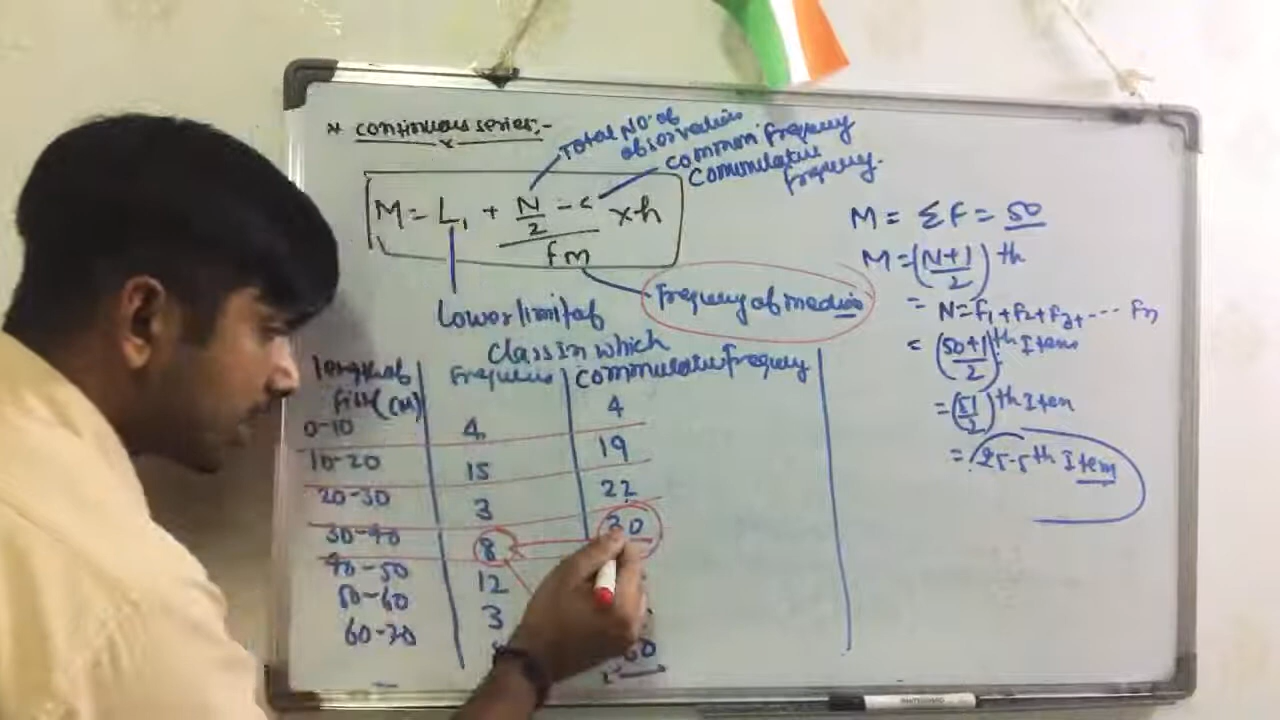 * continuous series,-
Total No. of
observation
common frequency
Commulative
frequency.
M = L₁ + N/2 - c / fm × h
Lower limit of
class in which
Frequency of median
length of
fish (CM)
Frequency
Commulative frequency
0-10 4 4
10-20 15 19
20-30 3 22
30-40 8 30
40-50 12
50-60 3
60-70
M = ΣF = 50
M = (N+1/2)th
= N = F₁ + F₂ + F₃ + ---- Fn
= (50+1/2)th Item
= (51/2)th Item
= 25.5th Item